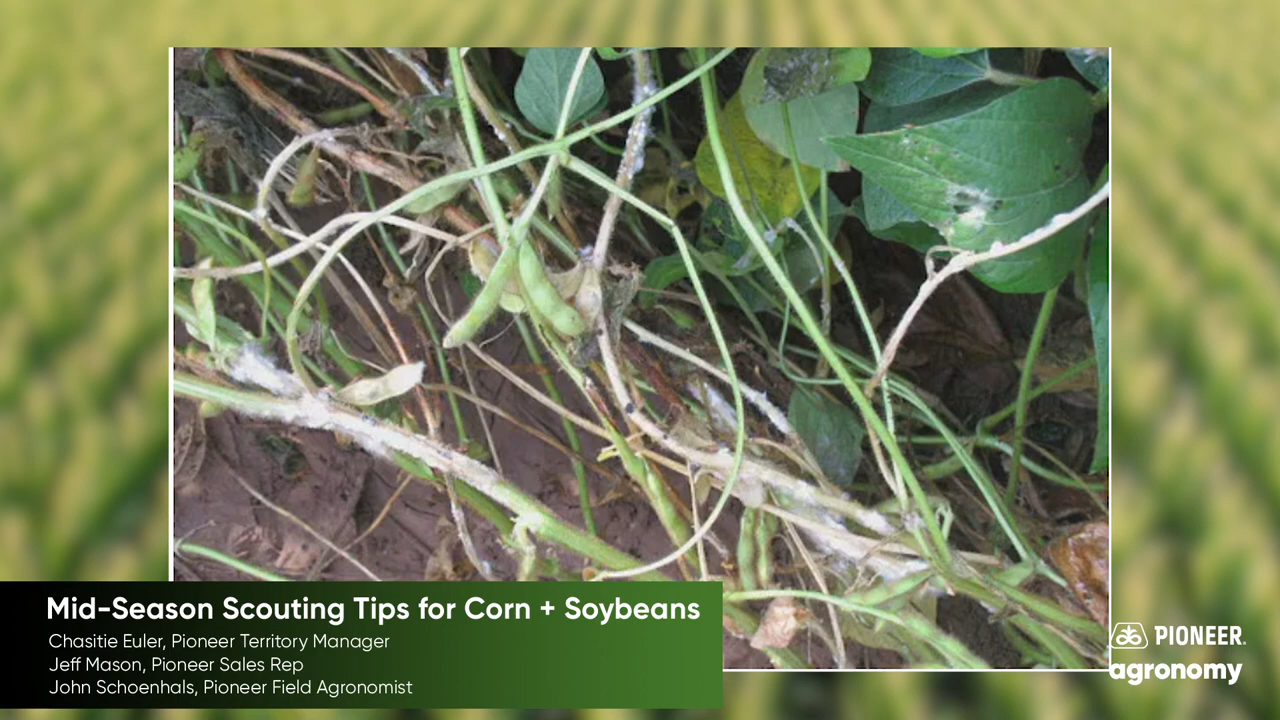 Mid-Season Scouting Tips for Corn + Soybeans
Chasitie Euler, Pioneer Territory Manager
Jeff Mason, Pioneer Sales Rep
John Schoenhals, Pioneer Field Agronomist
PIONEER.
agronomy